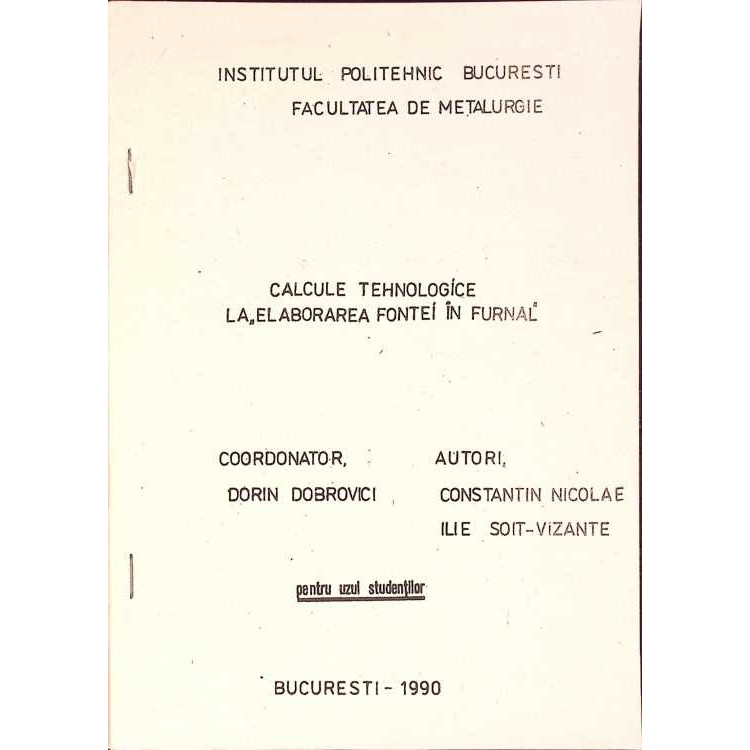 INSTITUTUL POLITEHNIC BUCURESTI
FACULTATEA DE METALURGIE
CALCULE TEHNOLOGICE
LA „ELABORAREA FONTEI ÎN FURNAL"
COORDONATOR, AUTORI,
DORIN DOBROVICI CONSTANTIN NICOLAE
ILIE SOIT-VIZANTE
pentru uzul studenților
BUCURESTI - 1990